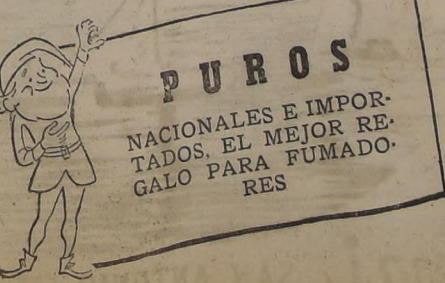 PUROS
NACIONALES E IMPOR-
TADOS, EL MEJOR RE-
GALO PARA FUMADO-
RES